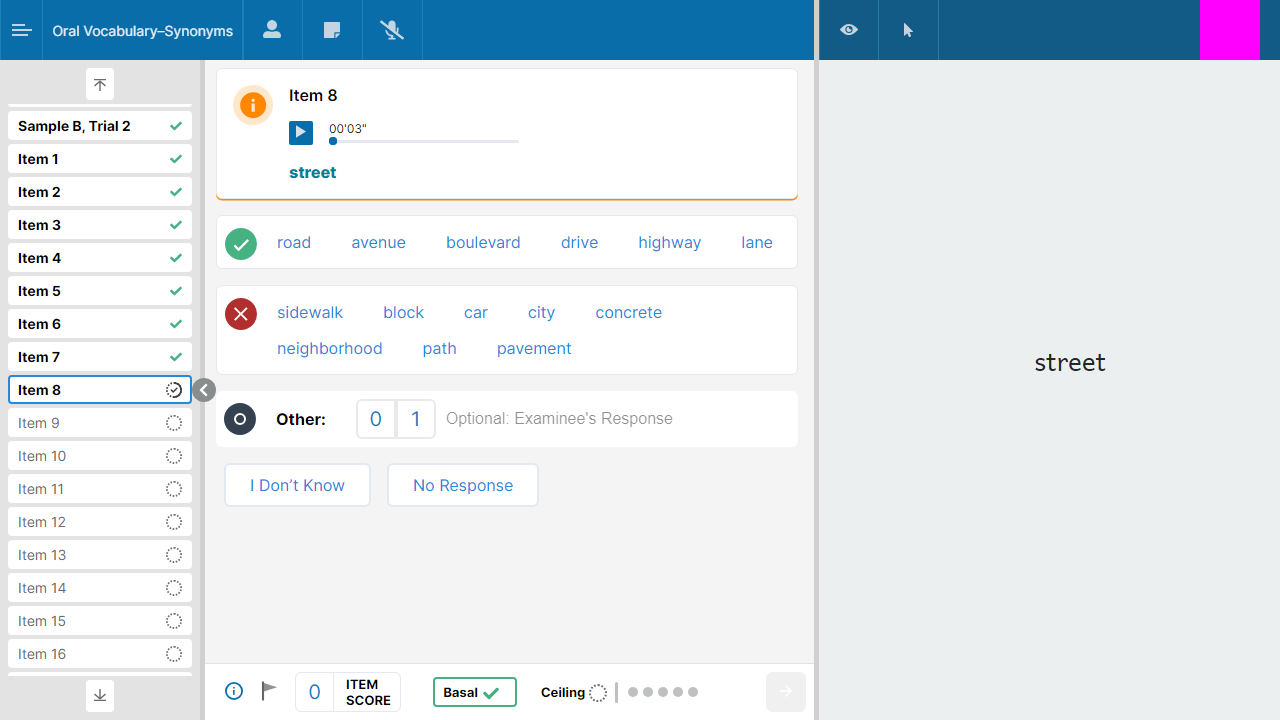 Oral Vocabulary–Synonyms
Sample B, Trial 2
Item 1
Item 2
Item 3
Item 4
Item 5
Item 6
Item 7
Item 8
Item 9
Item 10
Item 11
Item 12
Item 13
Item 14
Item 15
Item 16
Item 8
00'03"
street
road avenue boulevard drive highway lane
sidewalk block car city concrete
neighborhood path pavement
Other: 0 1 Optional: Examinee's Response
I Don’t Know No Response
0 ITEM SCORE Basal Ceiling
street